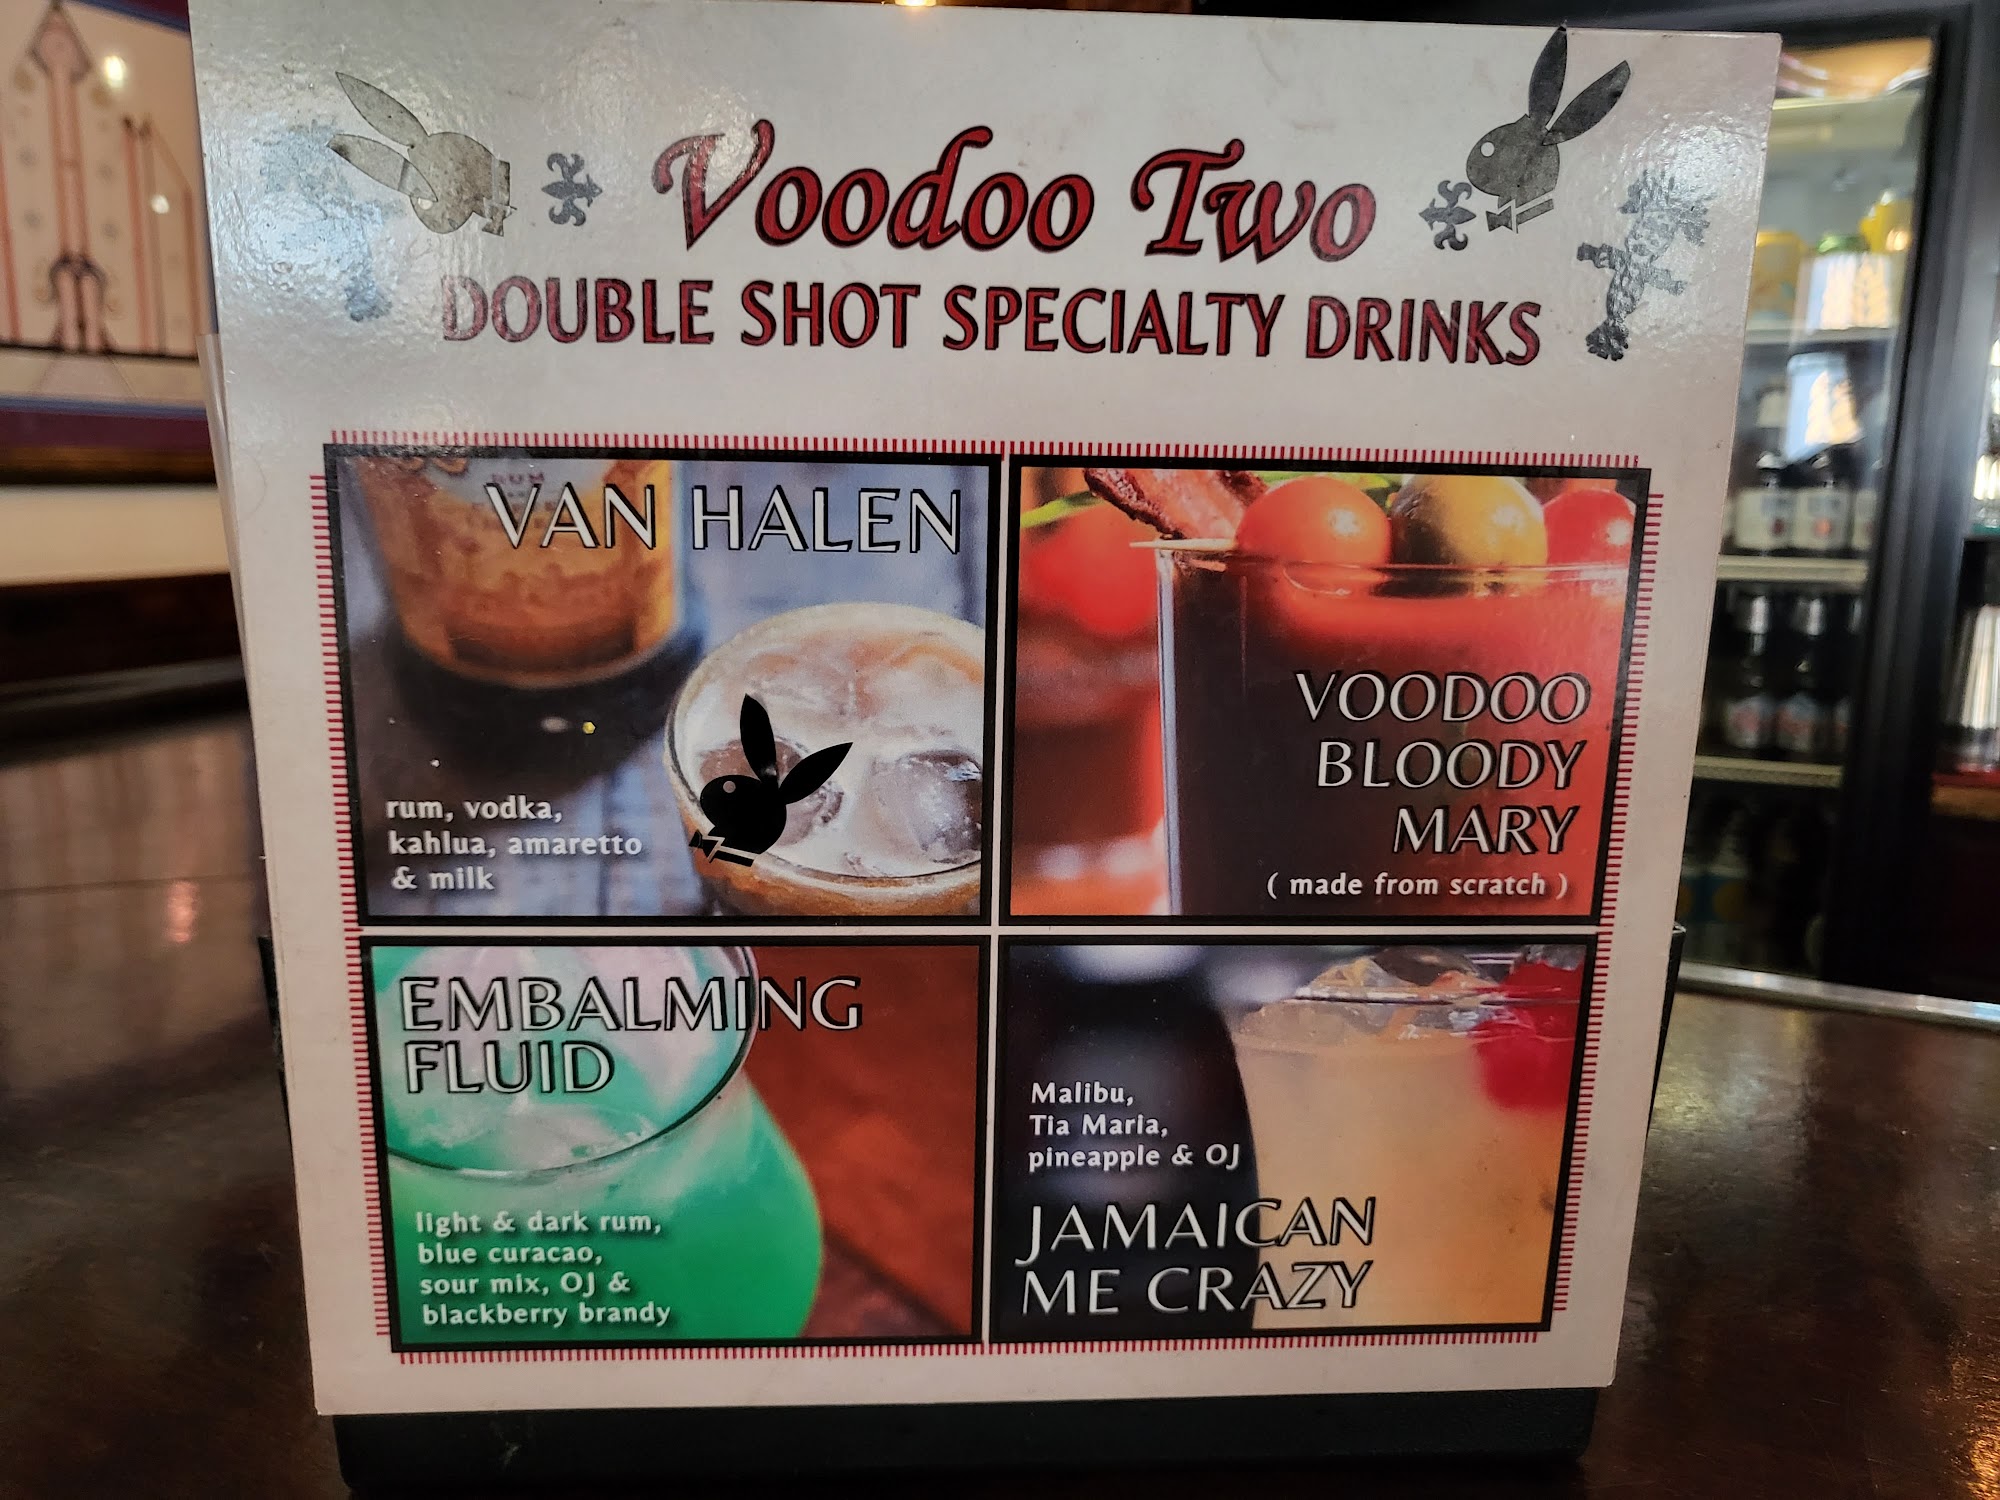 Voodoo Two
DOUBLE SHOT SPECIALTY DRINKS
RUM
VAN HALEN
rum, vodka,
kahlua, amaretto
& milk
VOODOO
BLOODY
MARY
( made from scratch )
EMBALMING
FLUID
light & dark rum,
blue curacao,
sour mix, OJ &
blackberry brandy
Malibu,
Tia Maria,
pineapple & OJ
JAMAICAN
ME CRAZY